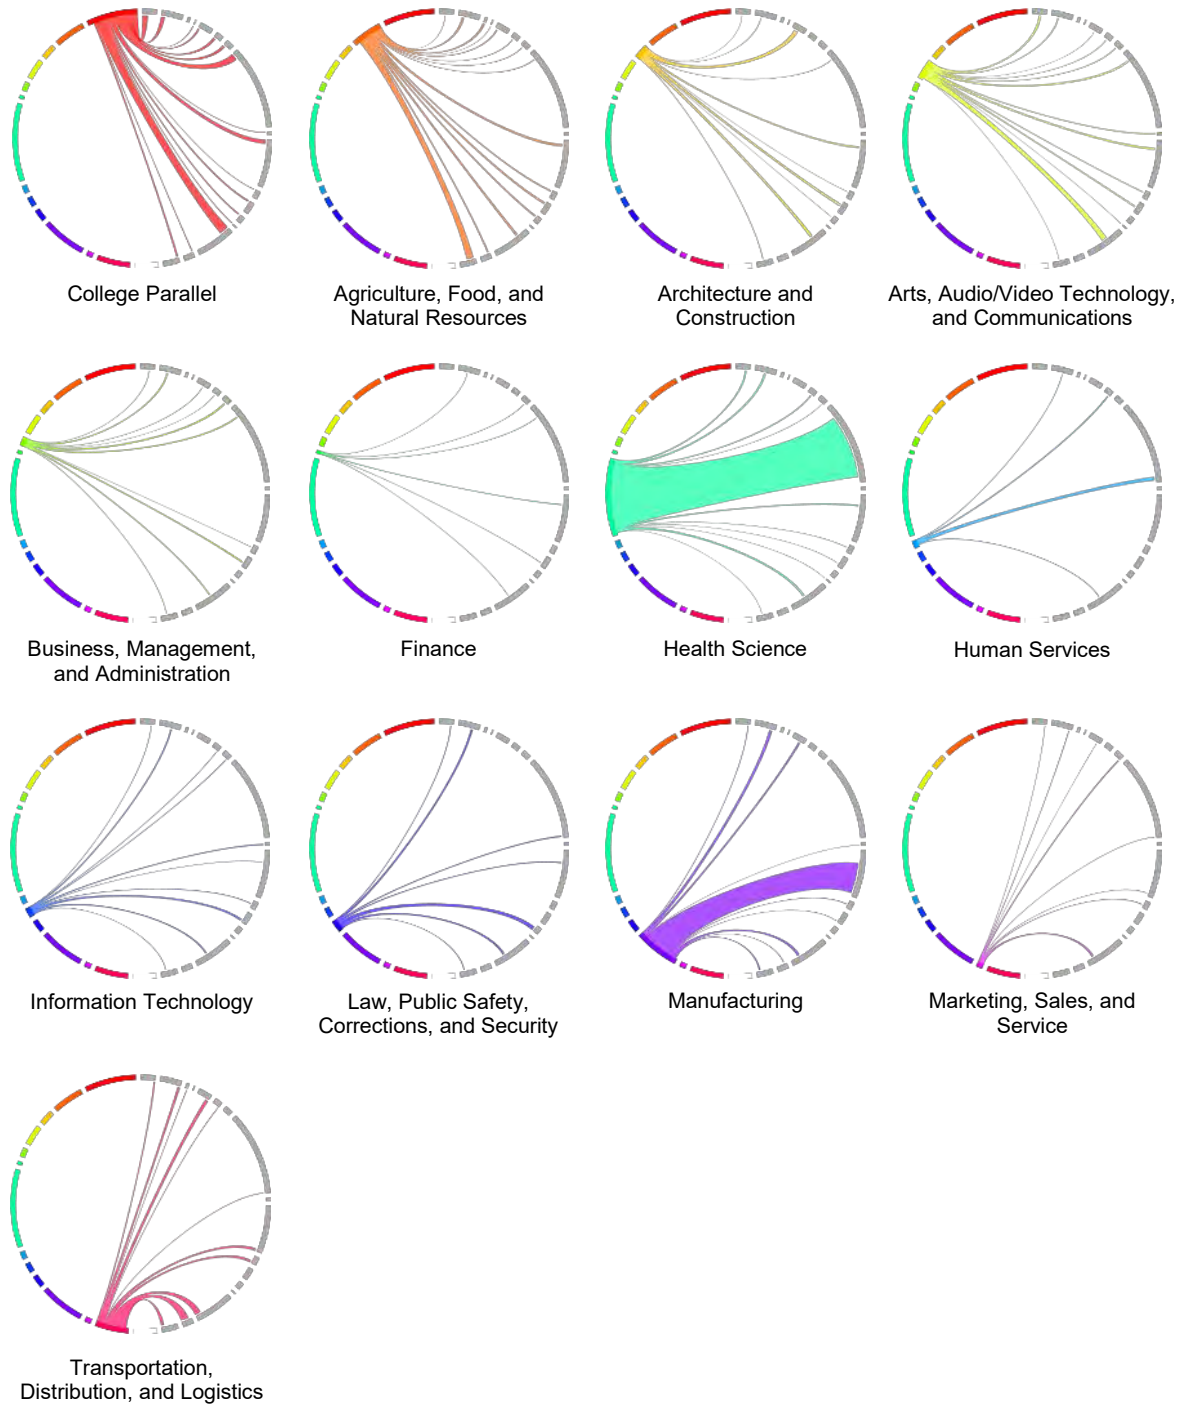 College Parallel
Agriculture, Food, and
Natural Resources
Architecture and
Construction
Arts, Audio/Video Technology,
and Communications
Business, Management,
and Administration
Finance
Health Science
Human Services
Information Technology
Law, Public Safety,
Corrections, and Security
Manufacturing
Marketing, Sales, and
Service
Transportation,
Distribution, and Logistics